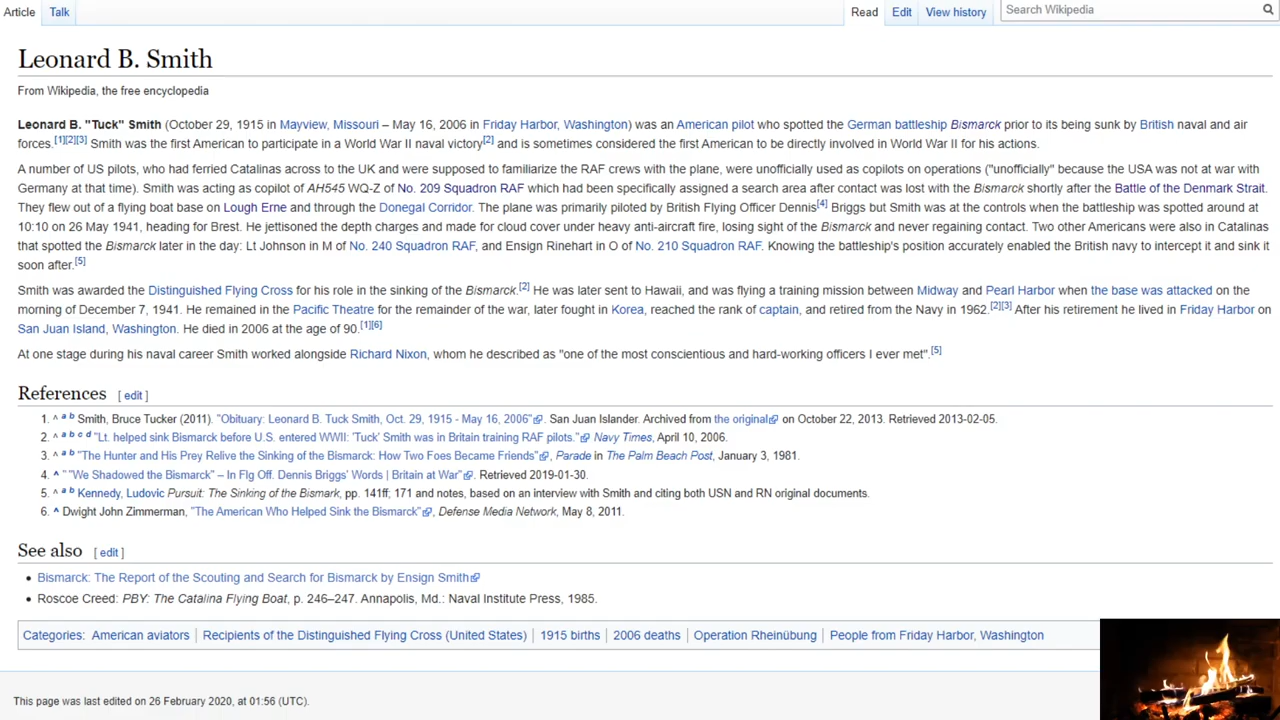 Article Talk Read Edit View history Search Wikipedia
Leonard B. Smith
From Wikipedia, the free encyclopedia
Leonard B. "Tuck" Smith (October 29, 1915 in Mayview, Missouri – May 16, 2006 in Friday Harbor, Washington) was an American pilot who spotted the German battleship Bismarck prior to its being sunk by British naval and air
forces.[1][2][3] Smith was the first American to participate in a World War II naval victory[2] and is sometimes considered the first American to be directly involved in World War II for his actions.
A number of US pilots, who had ferried Catalinas across to the UK and were supposed to familiarize the RAF crews with the plane, were unofficially used as copilots on operations ("unofficially" because the USA was not at war with
Germany at that time). Smith was acting as copilot of AH545 WQ-Z of No. 209 Squadron RAF which had been specifically assigned a search area after contact was lost with the Bismarck shortly after the Battle of the Denmark Strait.
They flew out of a flying boat base on Lough Erne and through the Donegal Corridor. The plane was primarily piloted by British Flying Officer Dennis[4] Briggs but Smith was at the controls when the battleship was spotted around at
10:10 on 26 May 1941, heading for Brest. He jettisoned the depth charges and made for cloud cover under heavy anti-aircraft fire, losing sight of the Bismarck and never regaining contact. Two other Americans were also in Catalinas
that spotted the Bismarck later in the day: Lt Johnson in M of No. 240 Squadron RAF, and Ensign Rinehart in O of No. 210 Squadron RAF. Knowing the battleship's position accurately enabled the British navy to intercept it and sink it
soon after.[5]
Smith was awarded the Distinguished Flying Cross for his role in the sinking of the Bismarck.[2] He was later sent to Hawaii, and was flying a training mission between Midway and Pearl Harbor when the base was attacked on the
morning of December 7, 1941. He remained in the Pacific Theatre for the remainder of the war, later fought in Korea, reached the rank of captain, and retired from the Navy in 1962.[2][3] After his retirement he lived in Friday Harbor on
San Juan Island, Washington. He died in 2006 at the age of 90.[1][6]
At one stage during his naval career Smith worked alongside Richard Nixon, whom he described as "one of the most conscientious and hard-working officers I ever met".[5]
References [ edit ]
1. ^ a b Smith, Bruce Tucker (2011). "Obituary: Leonard B. Tuck Smith, Oct. 29, 1915 - May 16, 2006". San Juan Islander. Archived from the original on October 22, 2013. Retrieved 2013-02-05.
2. ^ a b c d "Lt. helped sink Bismarck before U.S. entered WWII: 'Tuck' Smith was in Britain training RAF pilots." Navy Times, April 10, 2006.
3. ^ a b "The Hunter and His Prey Relive the Sinking of the Bismarck: How Two Foes Became Friends", Parade in The Palm Beach Post, January 3, 1981.
4. ^ " "We Shadowed the Bismarck" – In Flg Off. Dennis Briggs' Words | Britain at War". Retrieved 2019-01-30.
5. ^ a b Kennedy, Ludovic Pursuit: The Sinking of the Bismark, pp. 141ff; 171 and notes, based on an interview with Smith and citing both USN and RN original documents.
6. ^ Dwight John Zimmerman, "The American Who Helped Sink the Bismarck", Defense Media Network, May 8, 2011.
See also [ edit ]
• Bismarck: The Report of the Scouting and Search for Bismarck by Ensign Smith
• Roscoe Creed: PBY: The Catalina Flying Boat, p. 246–247. Annapolis, Md.: Naval Institute Press, 1985.
Categories: American aviators | Recipients of the Distinguished Flying Cross (United States) | 1915 births | 2006 deaths | Operation Rheinübung | People from Friday Harbor, Washington
This page was last edited on 26 February 2020, at 01:56 (UTC).